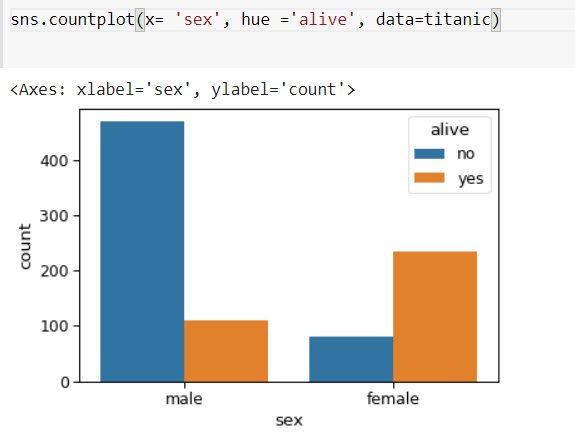 sns.countplot(x= 'sex', hue ='alive', data=titanic)
<Axes: xlabel='sex', ylabel='count'>
alive
no
yes
400
300
200
100
0
count
male female
sex